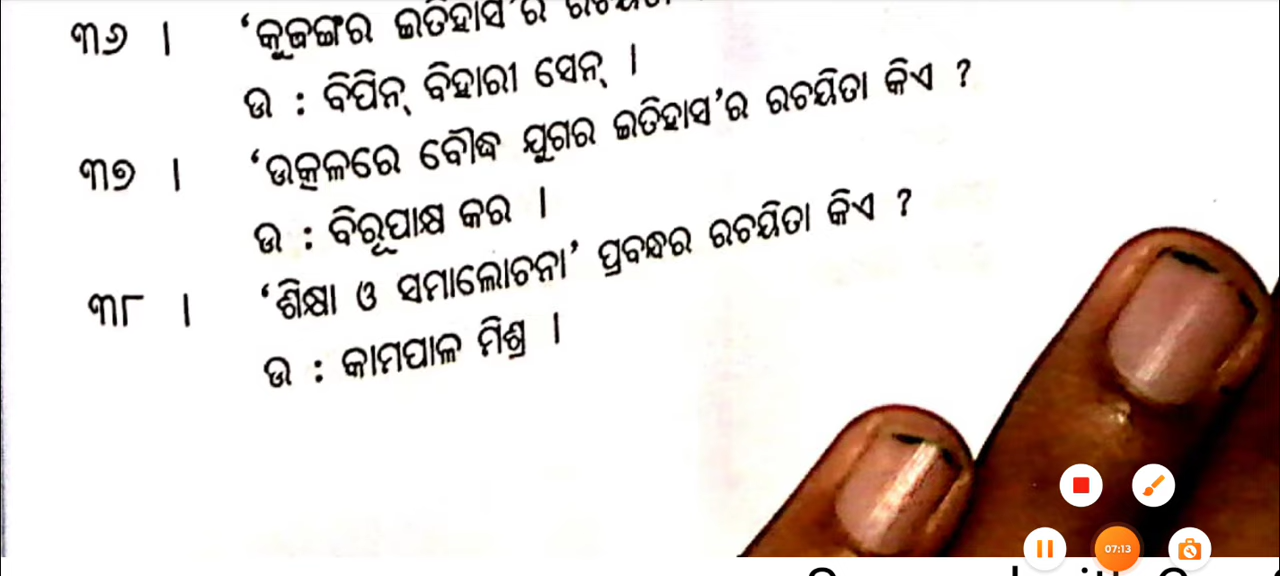 ୩୬ । ‘କୁଜଙ୍ଗର ଇତିହାସ’ର ରଚୟିତା
ଉ : ବିପିନ୍ ବିହାରୀ ସେନ୍ ।
୩୭ । ‘ଉତ୍କଳରେ ବୌଦ୍ଧ ଯୁଗର ଇତିହାସ’ର ରଚୟିତା କିଏ ?
ଉ : ବିରୂପାକ୍ଷ କର ।
୩୮ । ‘ଶିକ୍ଷା ଓ ସମାଲୋଚନା’ ପ୍ରବନ୍ଧର ରଚୟିତା କିଏ ?
ଉ : କାମପାଳ ମିଶ୍ର ।
07:13